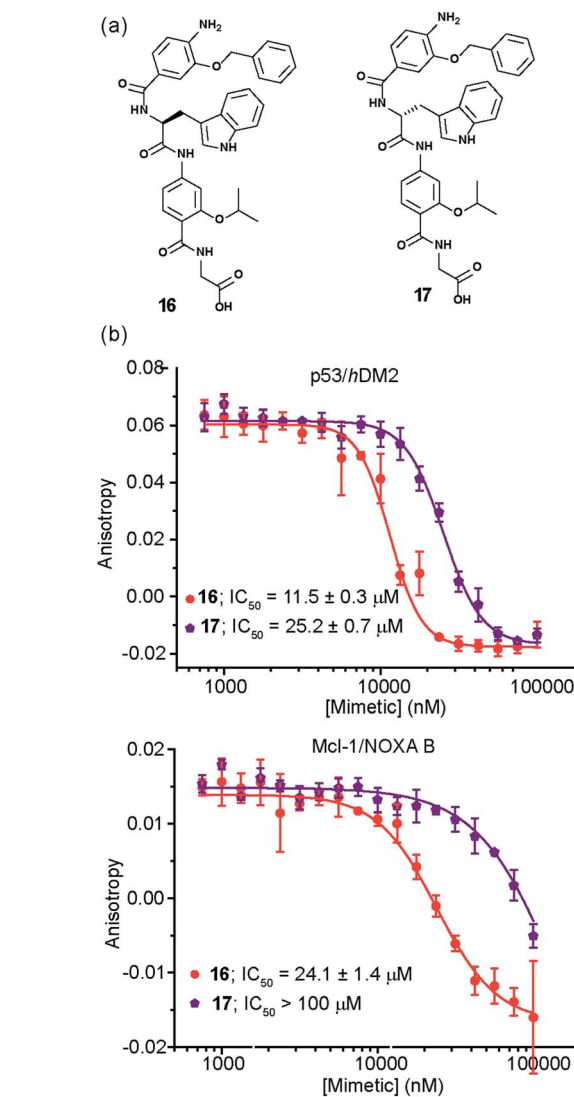 (a)
NH2
O
O
HN
O
NH
NH
O
O
NH
O
OH
16
NH2
O
O
HN
O
NH
NH
O
O
NH
O
OH
17
(b)
p53/hDM2
0.08
0.06
0.04
0.02
0.00
-0.02
Anisotropy
16; IC50 = 11.5 ± 0.3 µM
17; IC50 = 25.2 ± 0.7 µM
1000 10000 100000
[Mimetic] (nM)
Mcl-1/NOXA B
0.02
0.01
0.00
-0.01
-0.02
Anisotropy
16; IC50 = 24.1 ± 1.4 µM
17; IC50 > 100 µM
1000 10000 100000
[Mimetic] (nM)